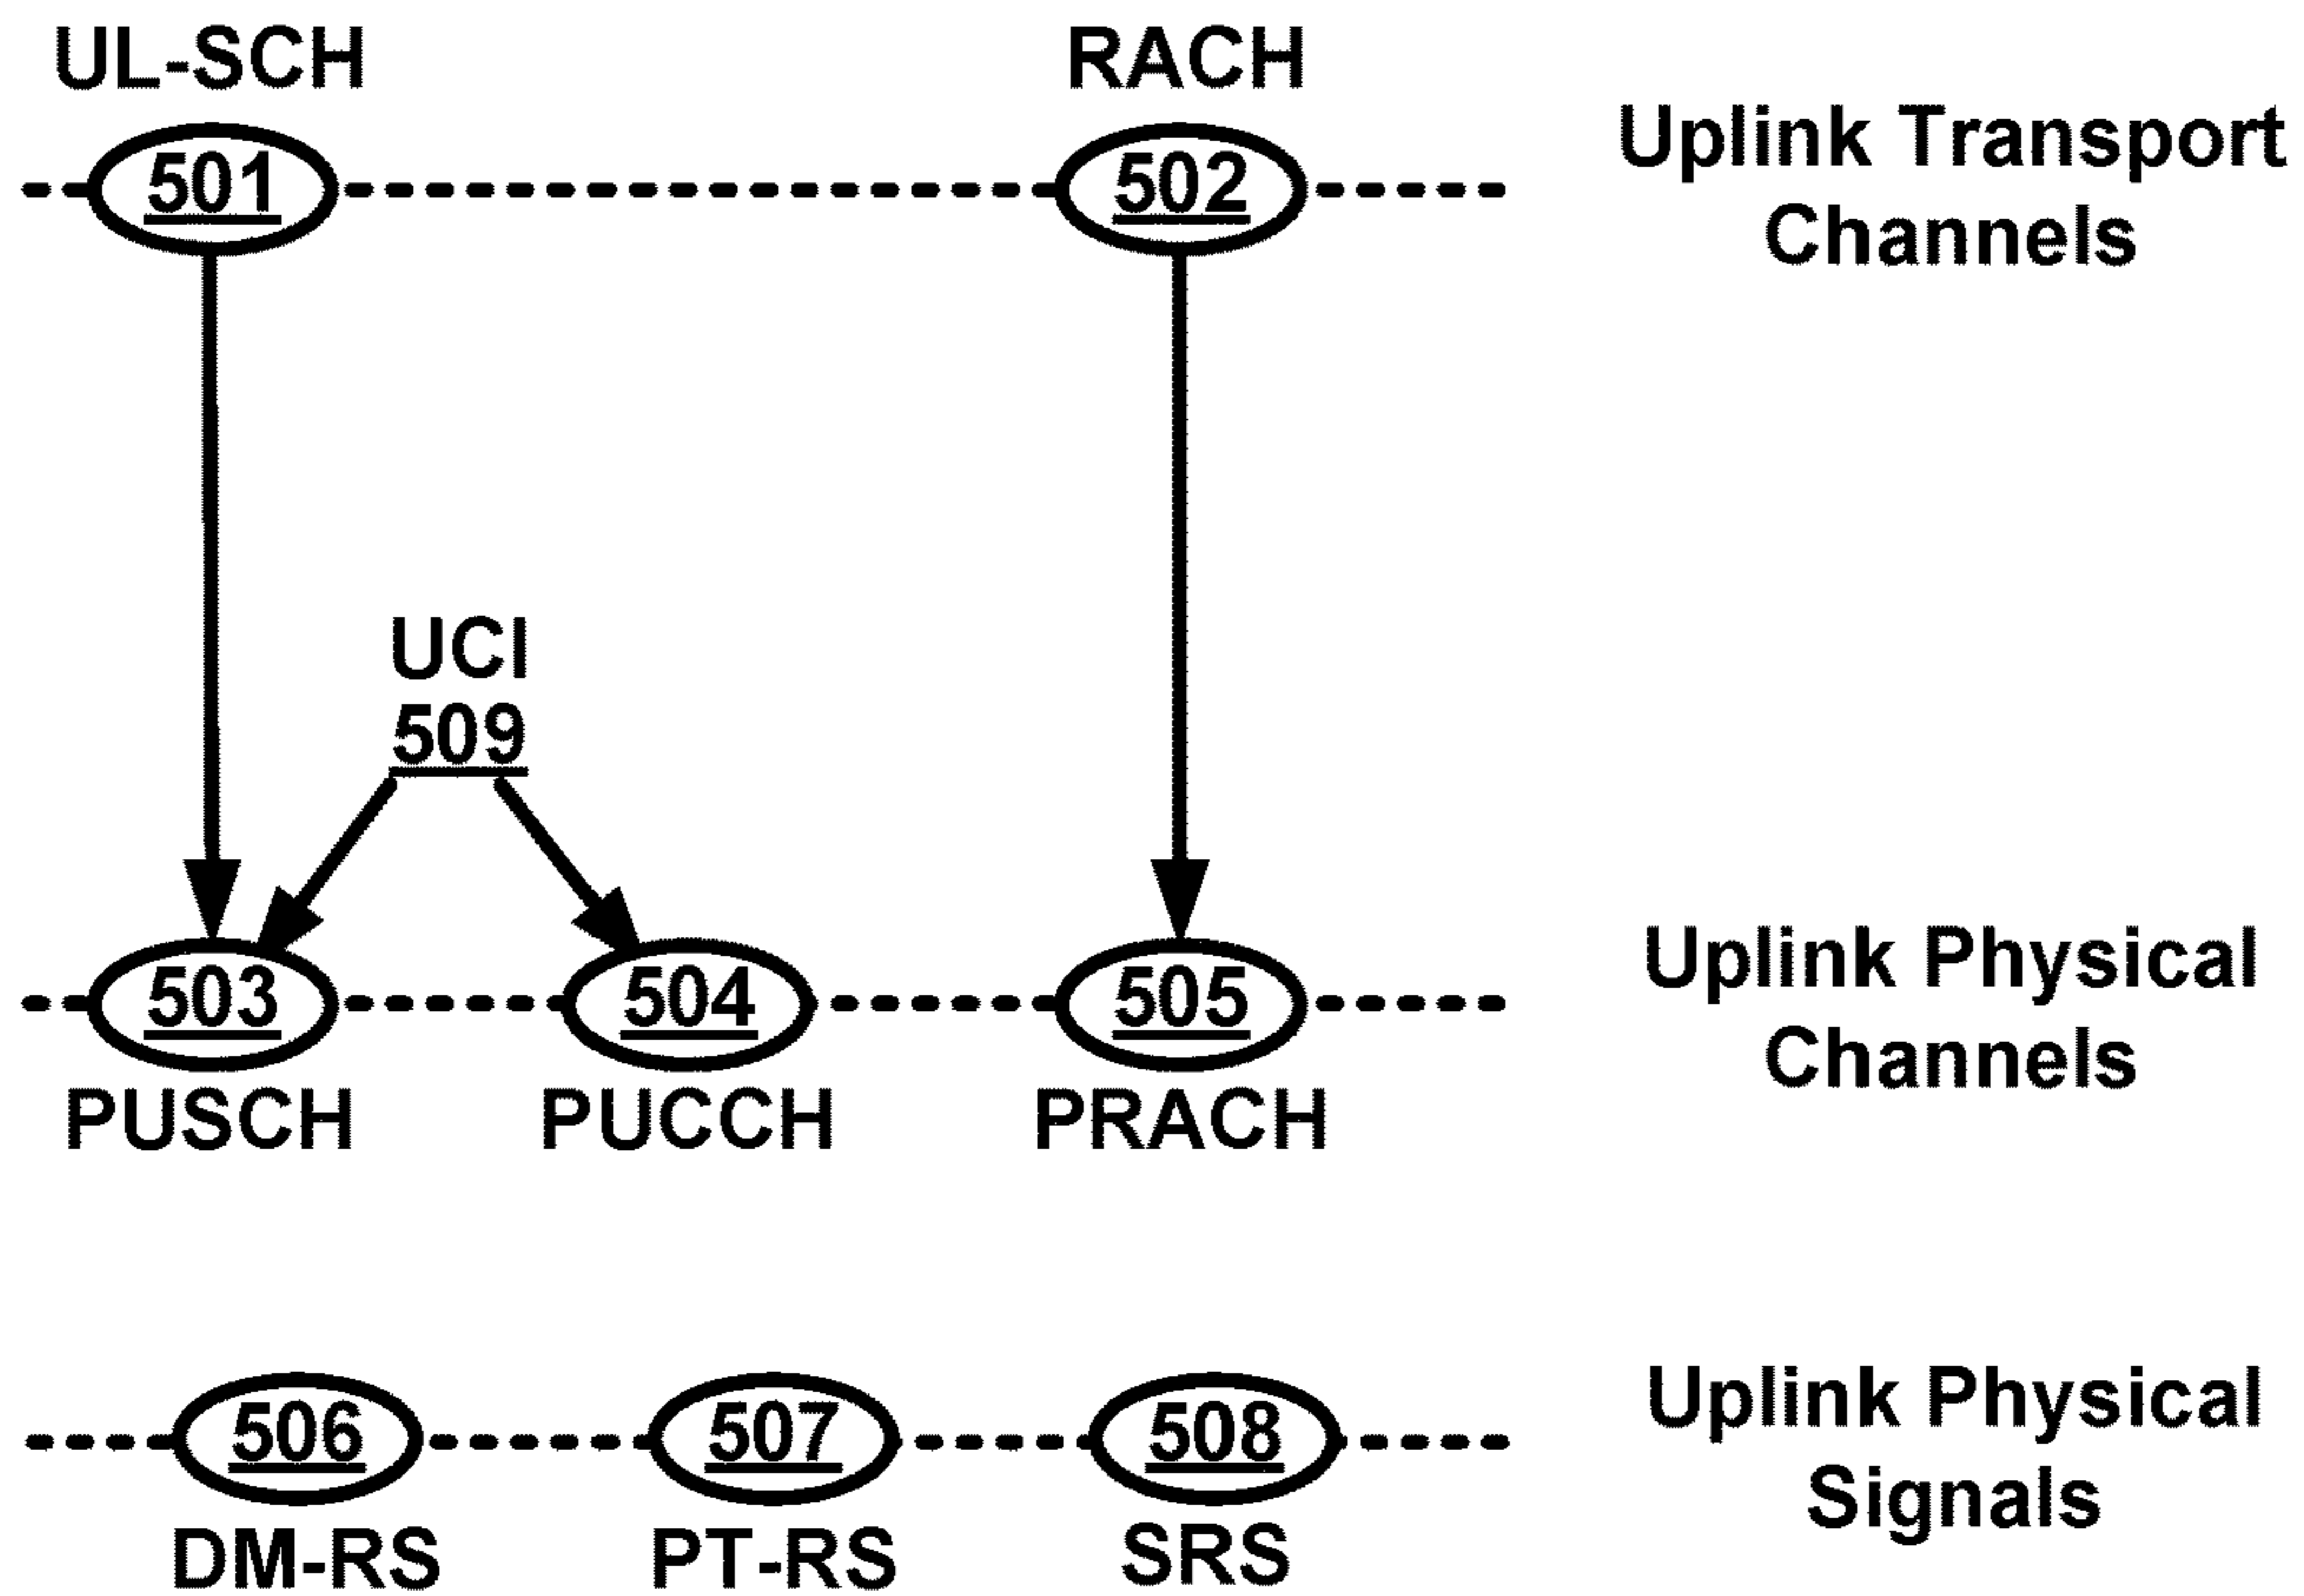 UL-SCH
RACH
501
502
Uplink Transport
Channels
UCI
509
503
504
505
Uplink Physical
Channels
PUSCH
PUCCH
PRACH
506
507
508
Uplink Physical
Signals
DM-RS
PT-RS
SRS